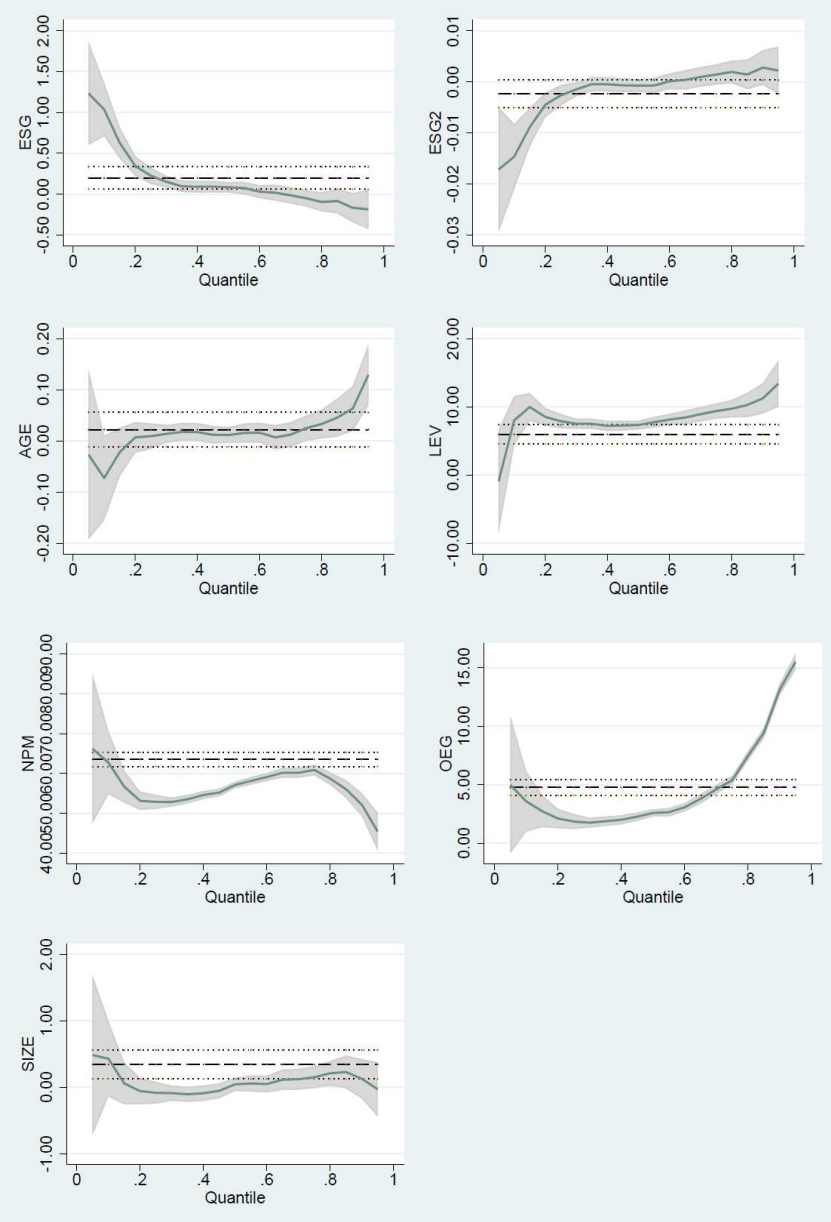 ESG
-0.50 0.00 0.50 1.00 1.50 2.00
0 .2 .4 .6 .8 1
Quantile
ESG2
-0.03 -0.02 -0.01 0.00 0.01
0 .2 .4 .6 .8 1
Quantile
AGE
-0.20 -0.10 0.00 0.10 0.20
0 .2 .4 .6 .8 1
Quantile
LEV
-10.00 0.00 10.00 20.00
0 .2 .4 .6 .8 1
Quantile
NPM
40.0050.0060.0070.0080.0090.00
0 .2 .4 .6 .8 1
Quantile
OEG
0.00 5.00 10.00 15.00
0 .2 .4 .6 .8 1
Quantile
SIZE
-1.00 0.00 1.00 2.00
0 .2 .4 .6 .8 1
Quantile